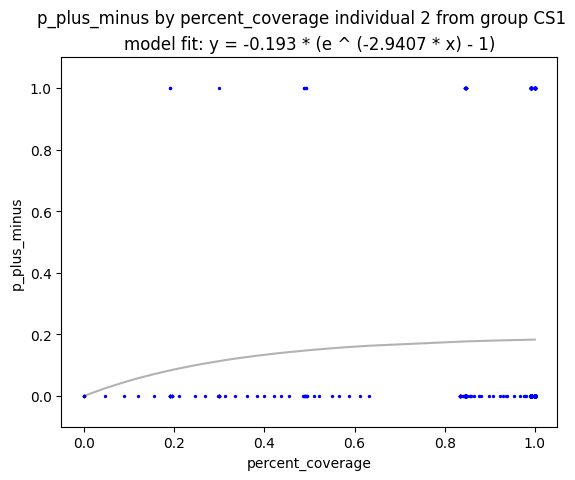 p_plus_minus by percent_coverage individual 2 from group CS1
model fit: y = -0.193 * (e ^ (-2.9407 * x) - 1)
1.0
0.8
0.6
0.4
0.2
0.0
p_plus_minus
0.0 0.2 0.4 0.6 0.8 1.0
percent_coverage